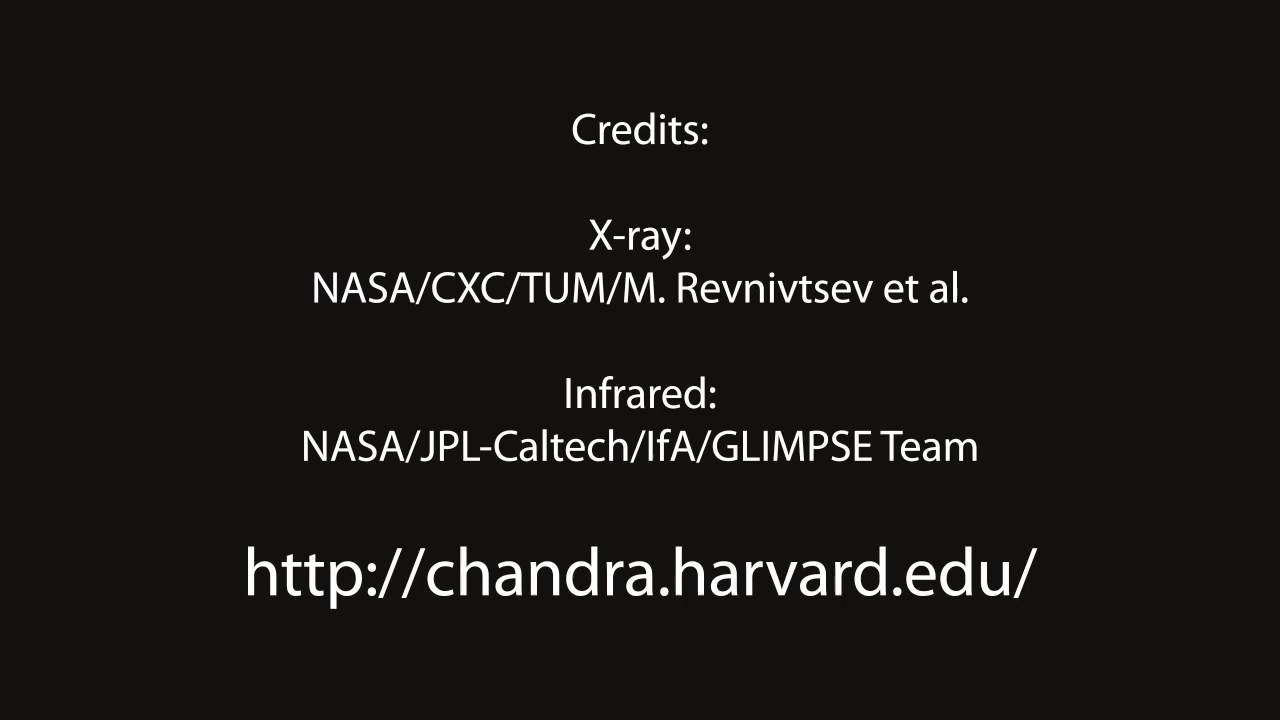 Credits:
X-ray:
NASA/CXC/TUM/M. Revnivtsev et al.
Infrared:
NASA/JPL-Caltech/IfA/GLIMPSE Team
http://chandra.harvard.edu/